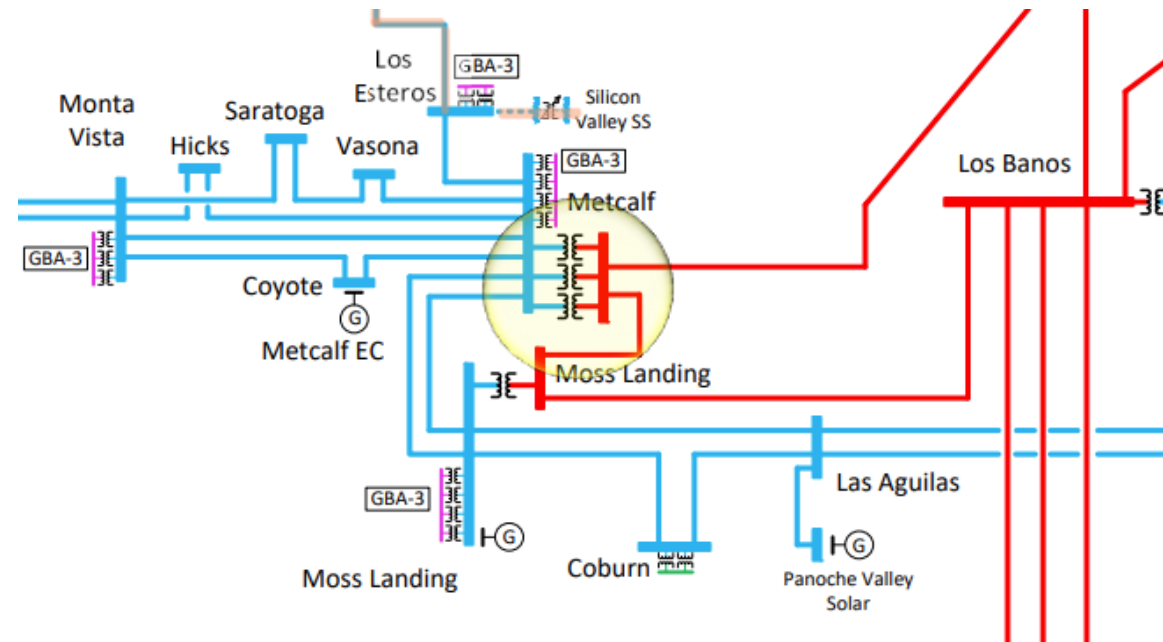 Los
Esteros
GBA-3
Silicon
Valley SS
Monta
Vista
Saratoga
Hicks
Vasona
GBA-3
Metcalf
Los Banos
GBA-3
Coyote
G
Metcalf EC
Moss Landing
GBA-3
G
Las Aguilas
Moss Landing
Coburn
G
Panoche Valley
Solar